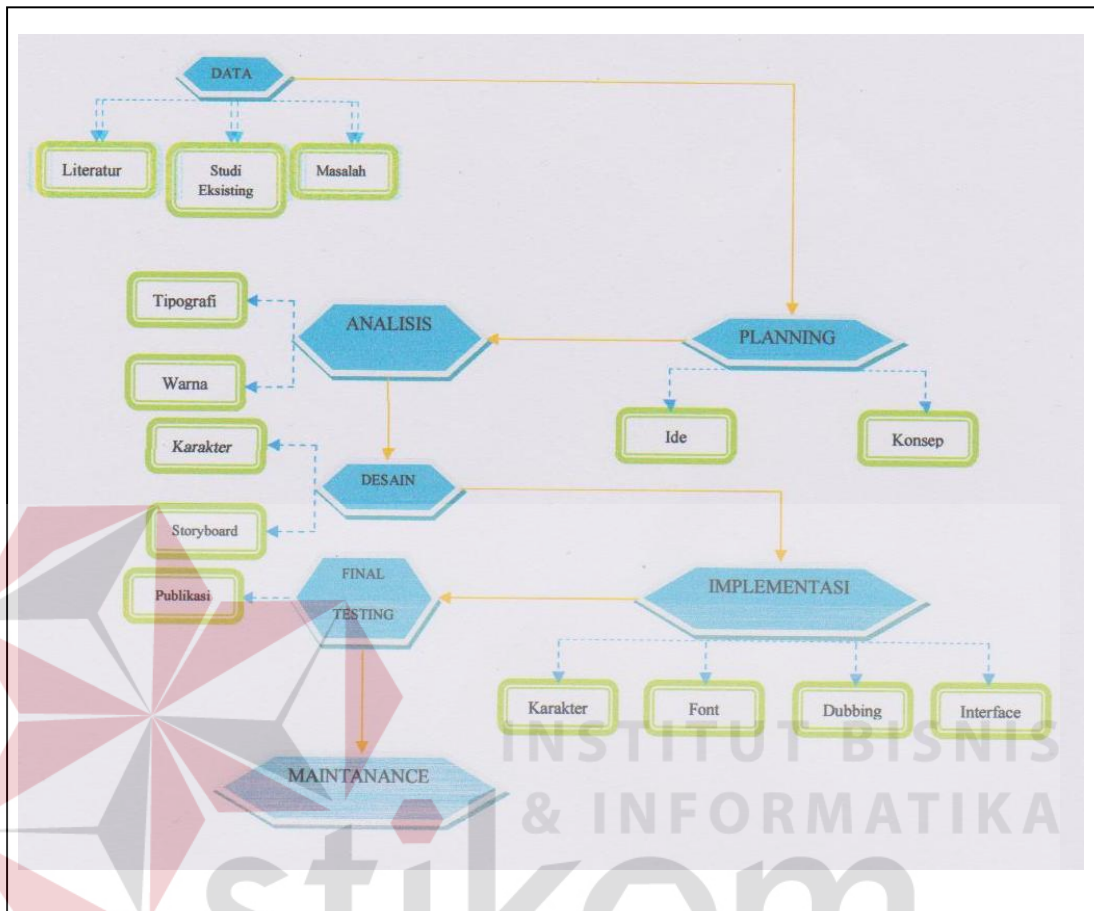 DATA
Literatur
Studi
Eksisting
Masalah
Tipografi
ANALISIS
PLANNING
Warna
Karakter
Ide
Konsep
DESAIN
Storyboard
Publikasi
FINAL
TESTING
IMPLEMENTASI
Karakter
Font
Dubbing
Interface
MAINTANANCE
INSTITUT BISNIS
& INFORMATIKA
stikom